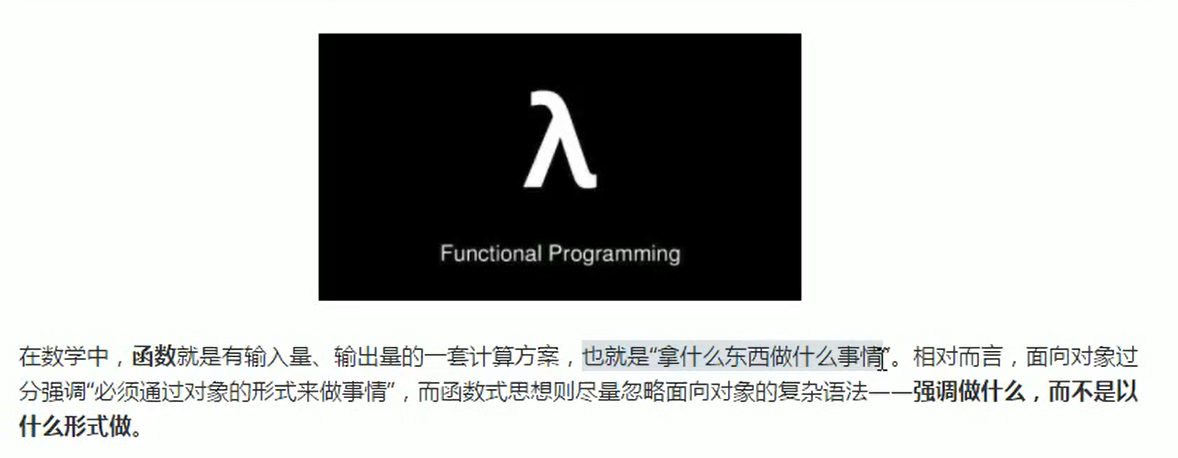 λ
Functional Programming
在数学中，函数就是有输入量、输出量的一套计算方案，也就是“拿什么东西做什么事情”。相对而言，面向对象过
分强调“必须通过对象的形式来做事情”，而函数式思想则尽量忽略面向对象的复杂语法——强调做什么，而不是以
什么形式做。